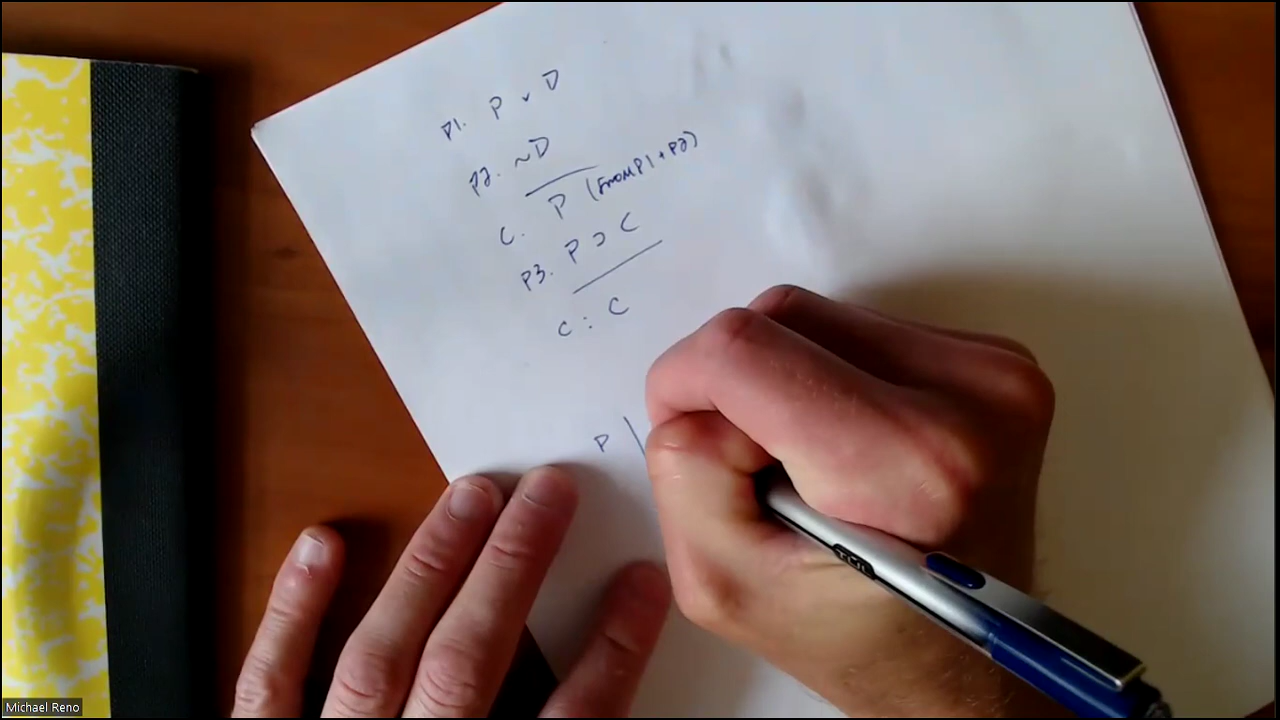 P1. P v D
P2. ~D
C. P (FROM P1 + P2)
P3. P ⊃ C
C: C
P
Michael Reno